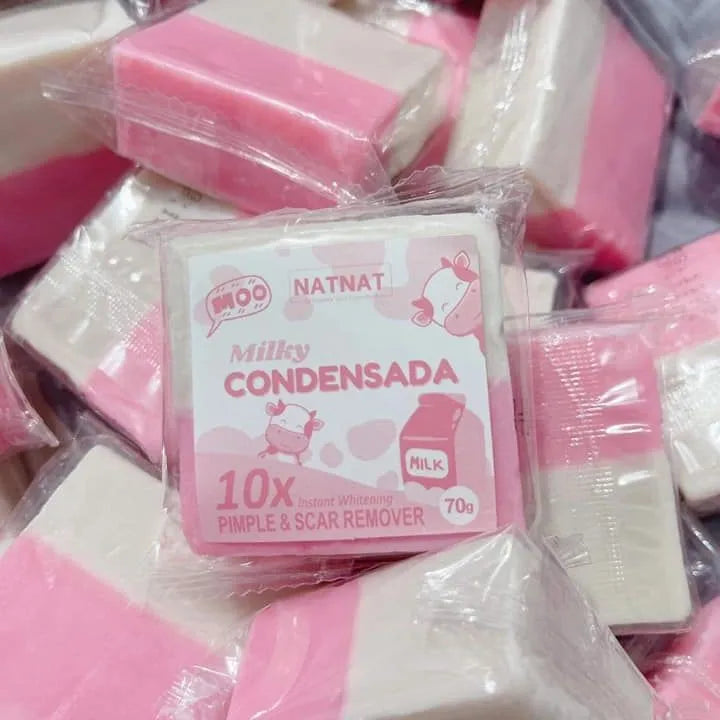 MOO
NATNAT
Milky
CONDENSADA
MILK
10x Instant Whitening
PIMPLE & SCAR REMOVER
70g